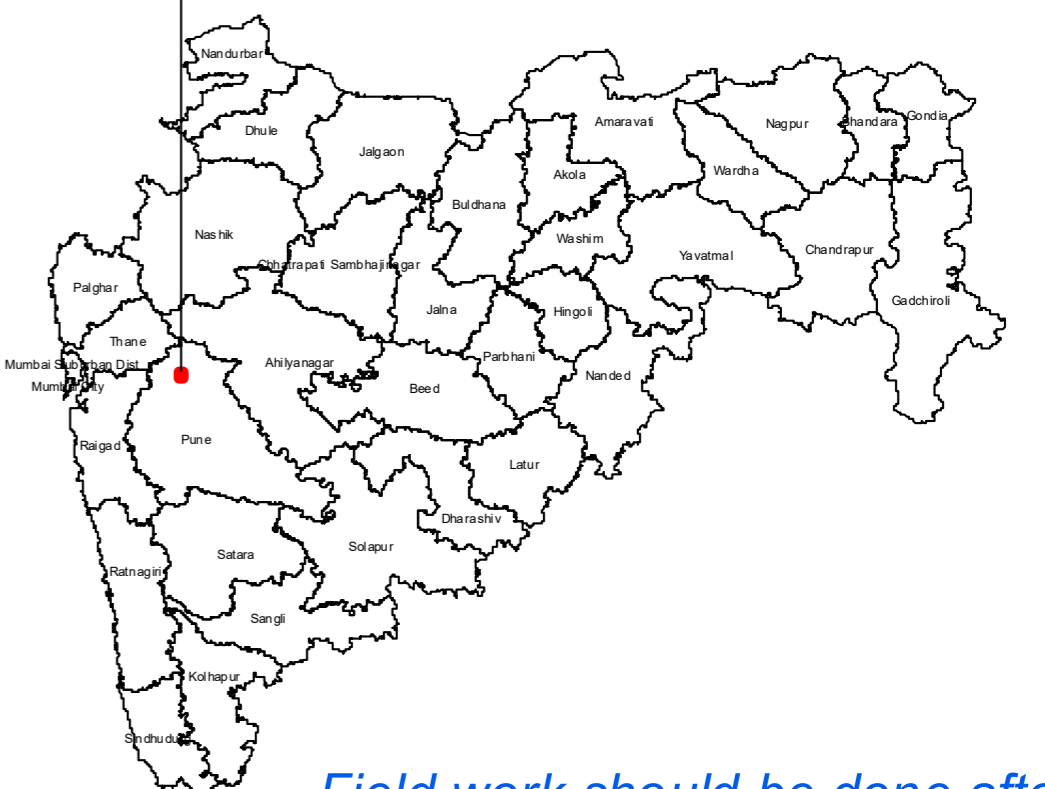 Nandurbar
Dhule
Jalgaon
Amaravati
Nagpur
Bhandara
Gondia
Akola
Wardha
Buldhana
Nashik
Washim
Yavatmal
Chandrapur
Chhatrapati Sambhajinagar
Palghar
Jalna
Hingoli
Gadchiroli
Thane
Mumbai Suburban Dist
Mumbai City
Ahilyanagar
Parbhani
Nanded
Beed
Raigad
Pune
Latur
Dharashiv
Solapur
Satara
Ratnagiri
Sangli
Kolhapur
Field work should be done